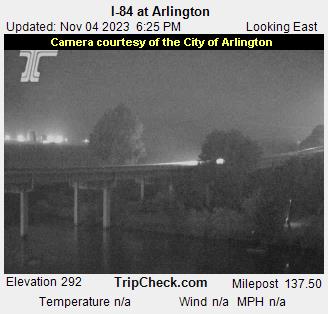 I-84 at Arlington
Updated: Nov 04 2023 6:25 PM Looking East
Camera courtesy of the City of Arlington
Elevation 292 TripCheck.com Milepost 137.50
Temperature n/a Wind n/a MPH n/a